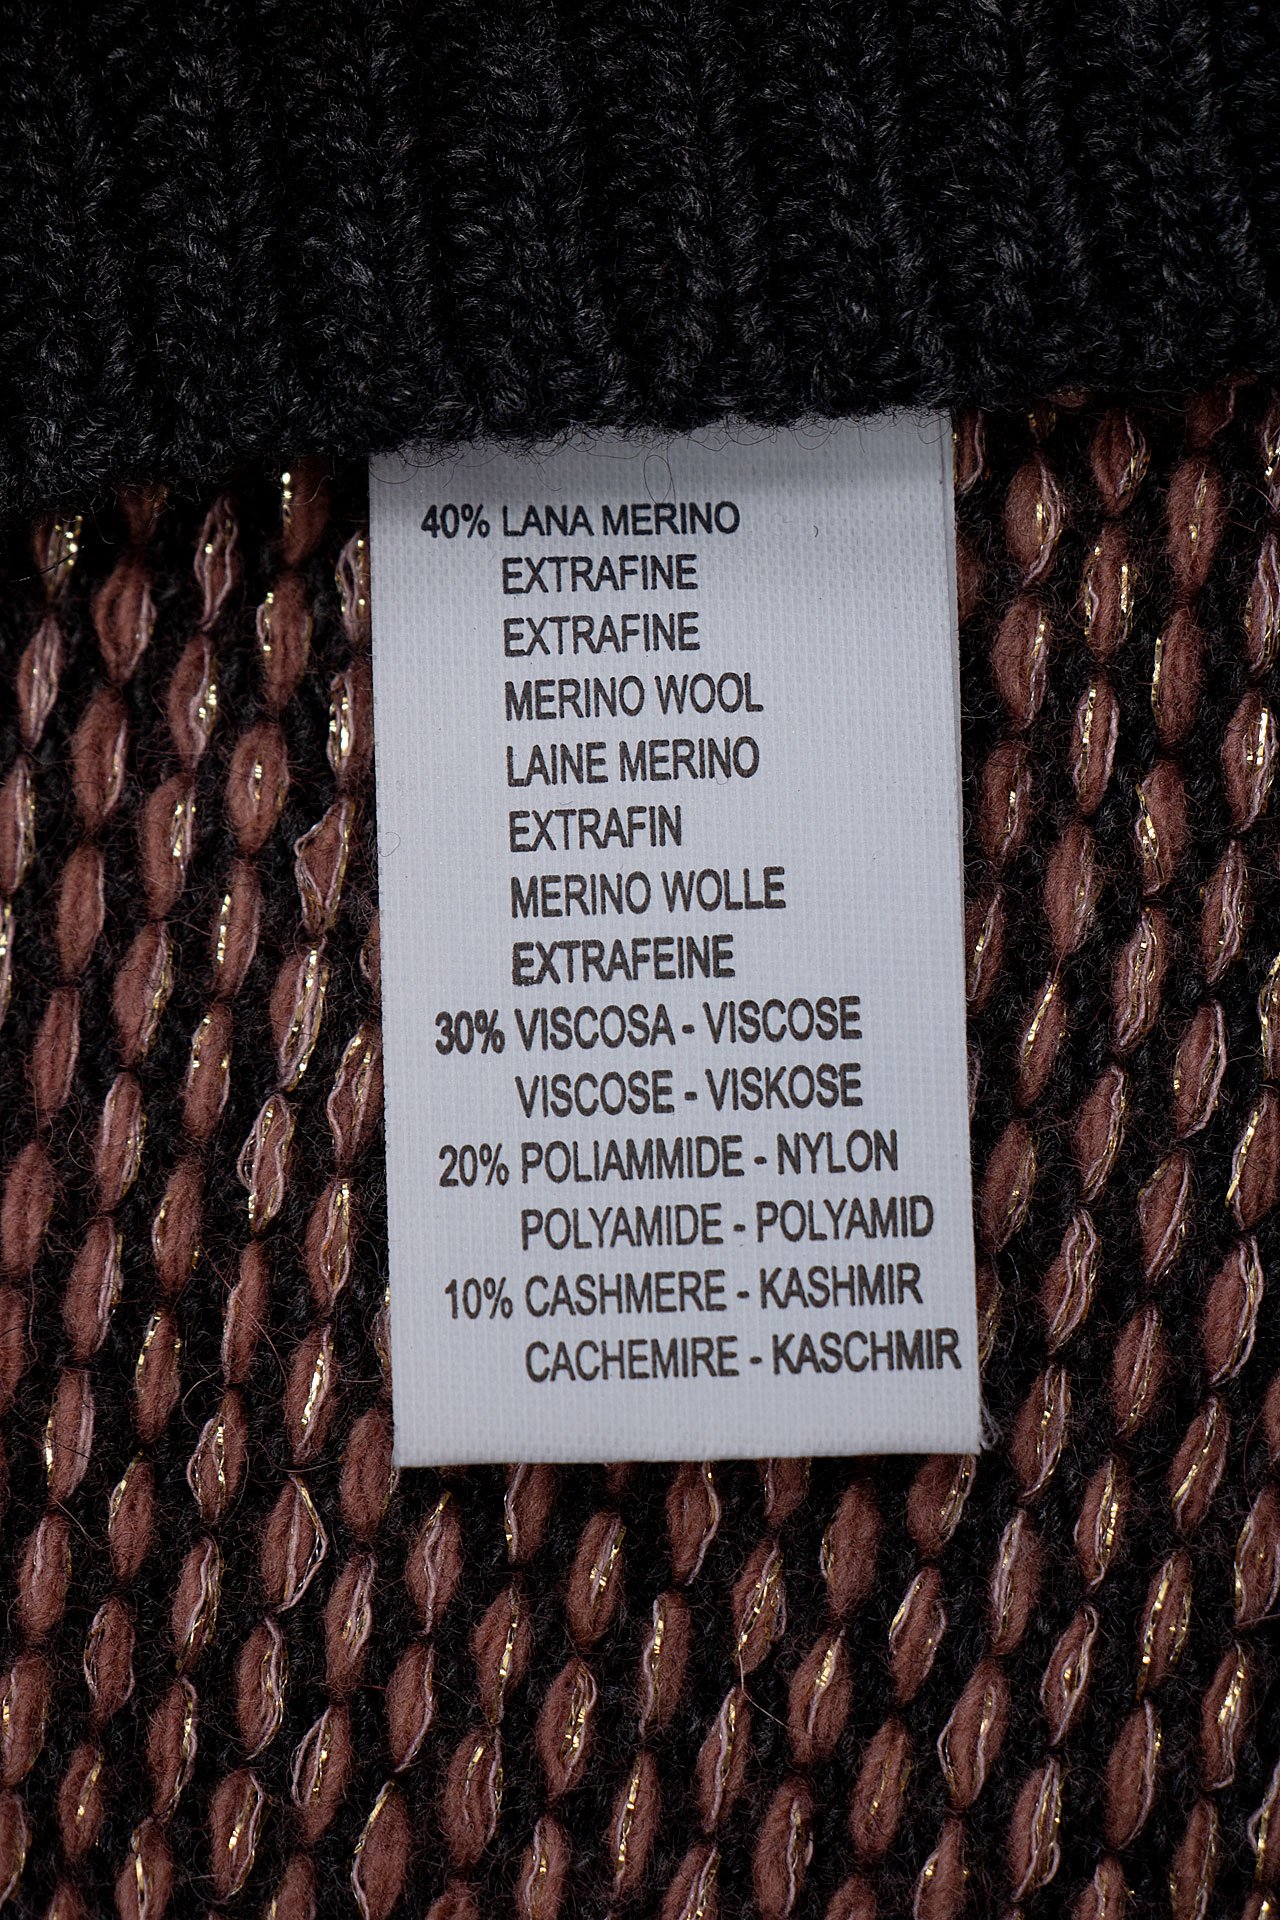 40% LANA MERINO
EXTRAFINE
EXTRAFINE
MERINO WOOL
LAINE MERINO
EXTRAFIN
MERINO WOLLE
EXTRAFEINE
30% VISCOSA - VISCOSE
VISCOSE - VISKOSE
20% POLIAMMIDE - NYLON
POLYAMIDE - POLYAMID
10% CASHMERE - KASHMIR
CACHEMIRE - KASCHMIR